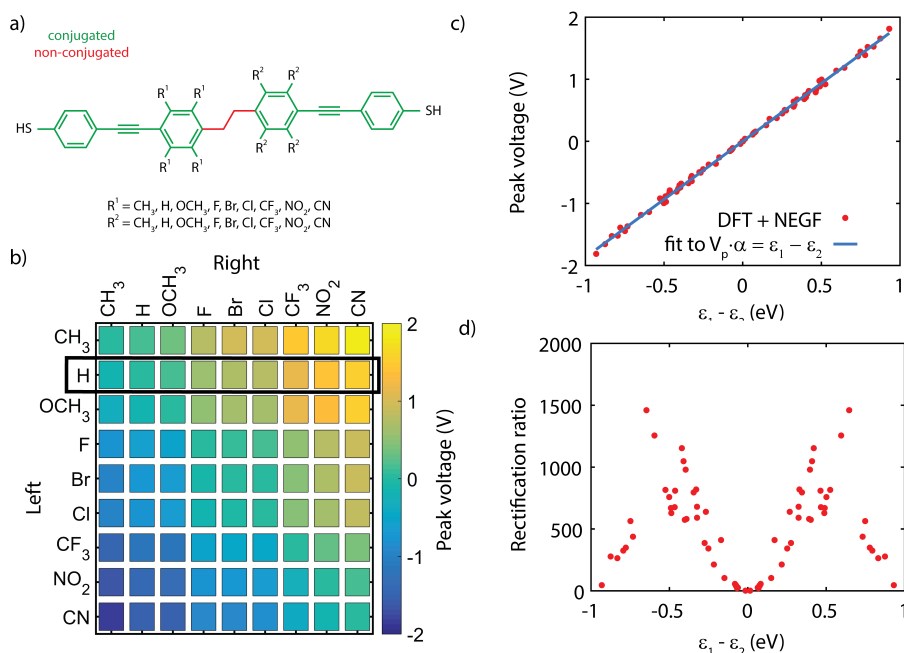 a)
conjugated
non-conjugated
R¹ R¹ R² R²
HS SH
R¹ R¹ R² R²
R¹ = CH₃, H, OCH₃, F, Br, Cl, CF₃, NO₂, CN
R² = CH₃, H, OCH₃, F, Br, Cl, CF₃, NO₂, CN
b)
Right
CH₃ H OCH₃ F Br Cl CF₃ NO₂ CN
Left
CH₃
H
OCH₃
F
Br
Cl
CF₃
NO₂
CN
2
1
0
-1
-2
Peak voltage (V)
c)
Peak voltage (V)
2
1
0
-1
-2
DFT + NEGF
fit to Vₚ·α = ε₁ − ε₂
-1 -0.5 0 0.5 1
(eV)
d)
Rectification ratio
2000
1500
1000
500
0
-1 -0.5 0 0.5 1
ε₁ - ε₂ (eV)